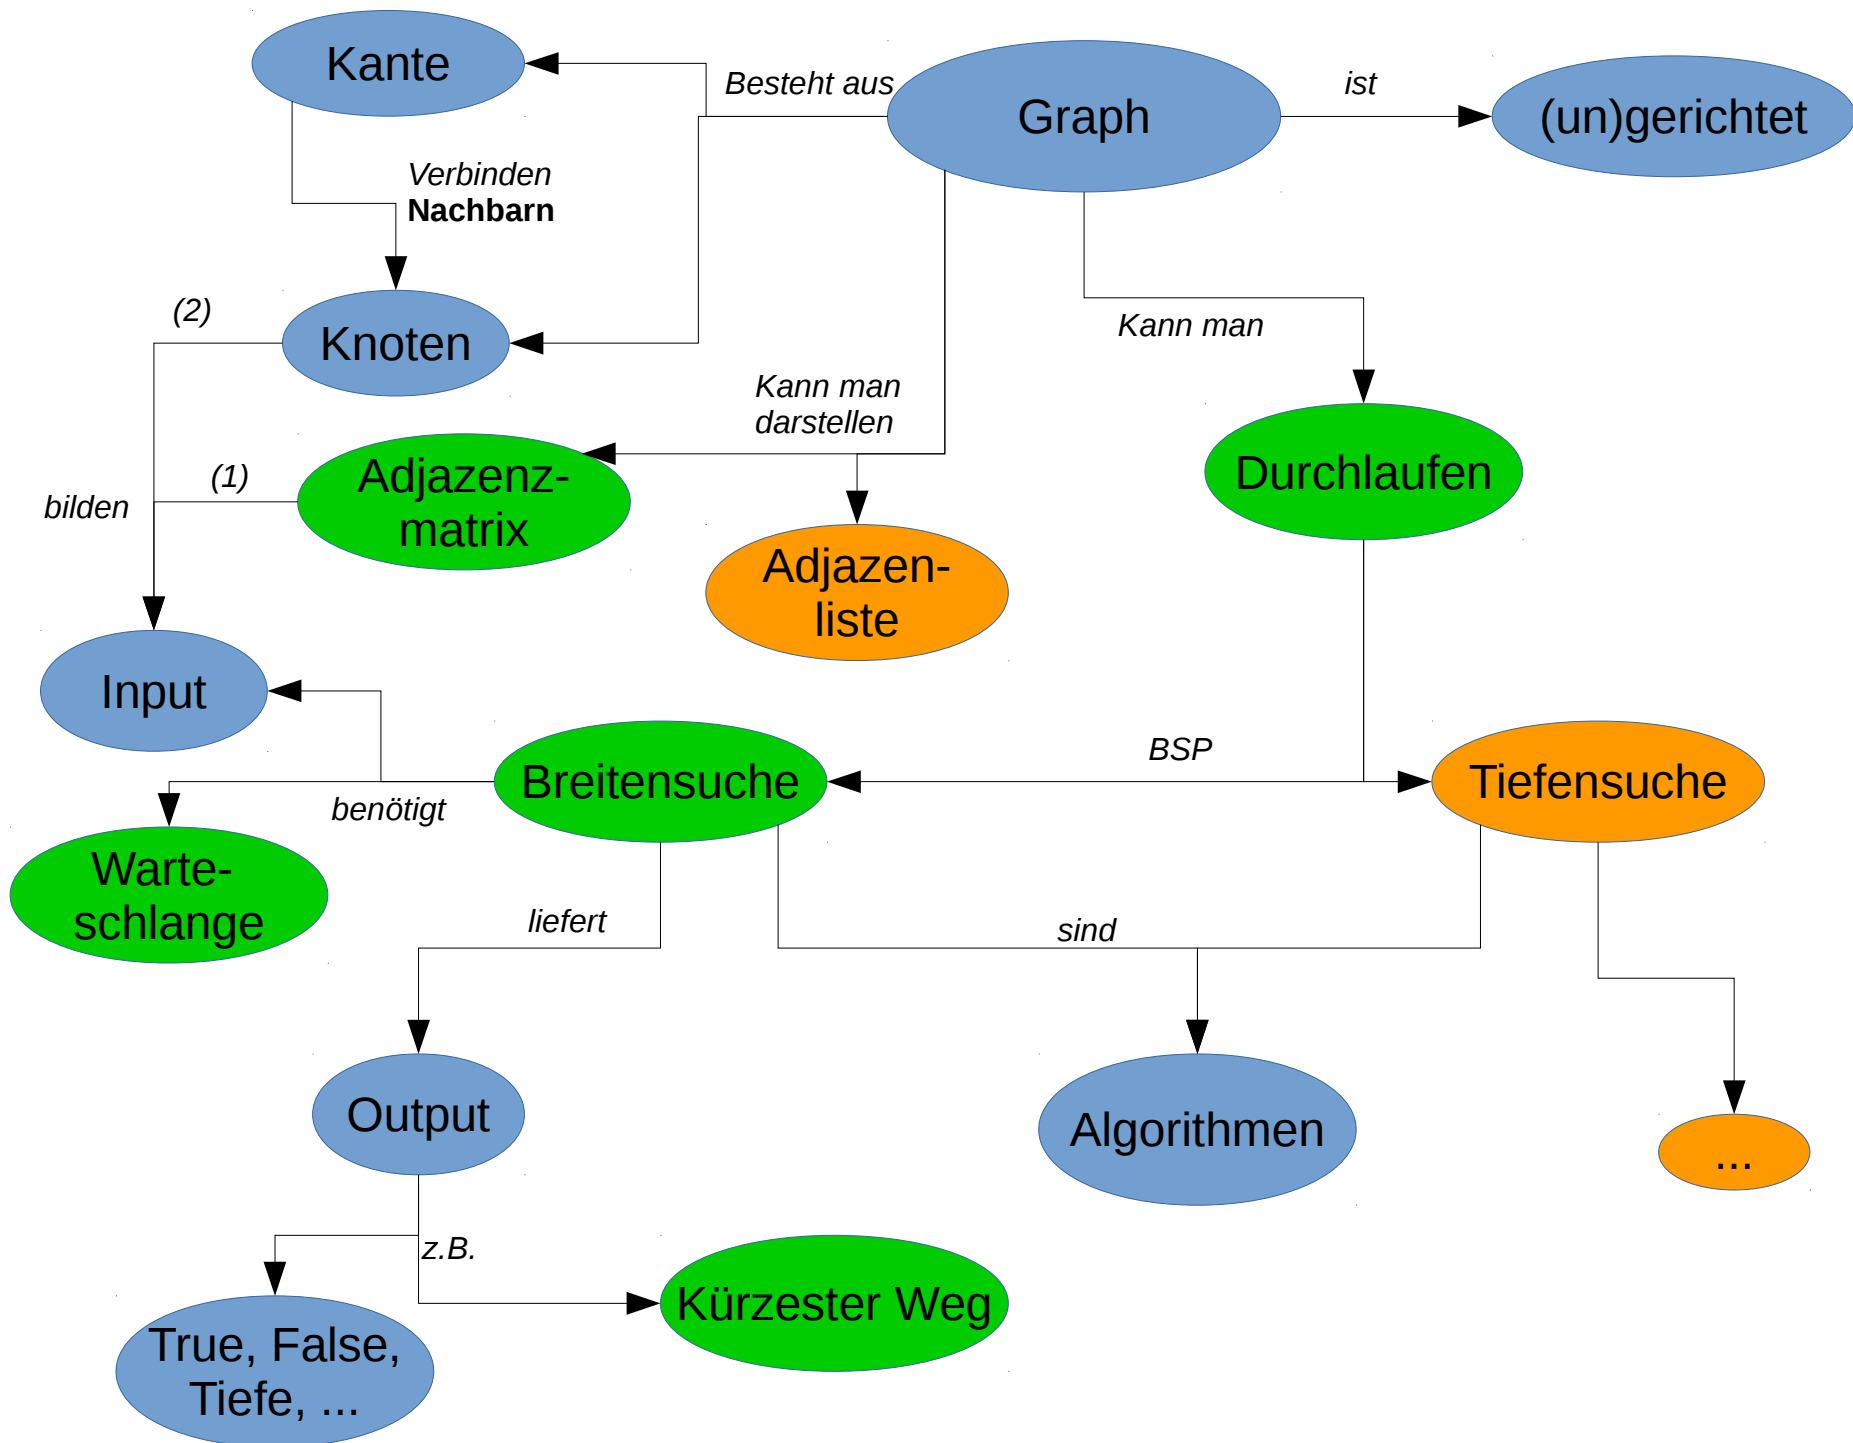 Kante
Besteht aus
Graph
ist
(un)gerichtet
Verbinden
Nachbarn
(2)
Knoten
Kann man
Kann man
darstellen
(1)
Adjazenz-
matrix
Durchlaufen
bilden
Adjazen-
liste
Input
BSP
Breitensuche
Tiefensuche
benötigt
Warte-
schlange
liefert
sind
Output
Algorithmen
...
z.B.
Kürzester Weg
True, False,
Tiefe, ...